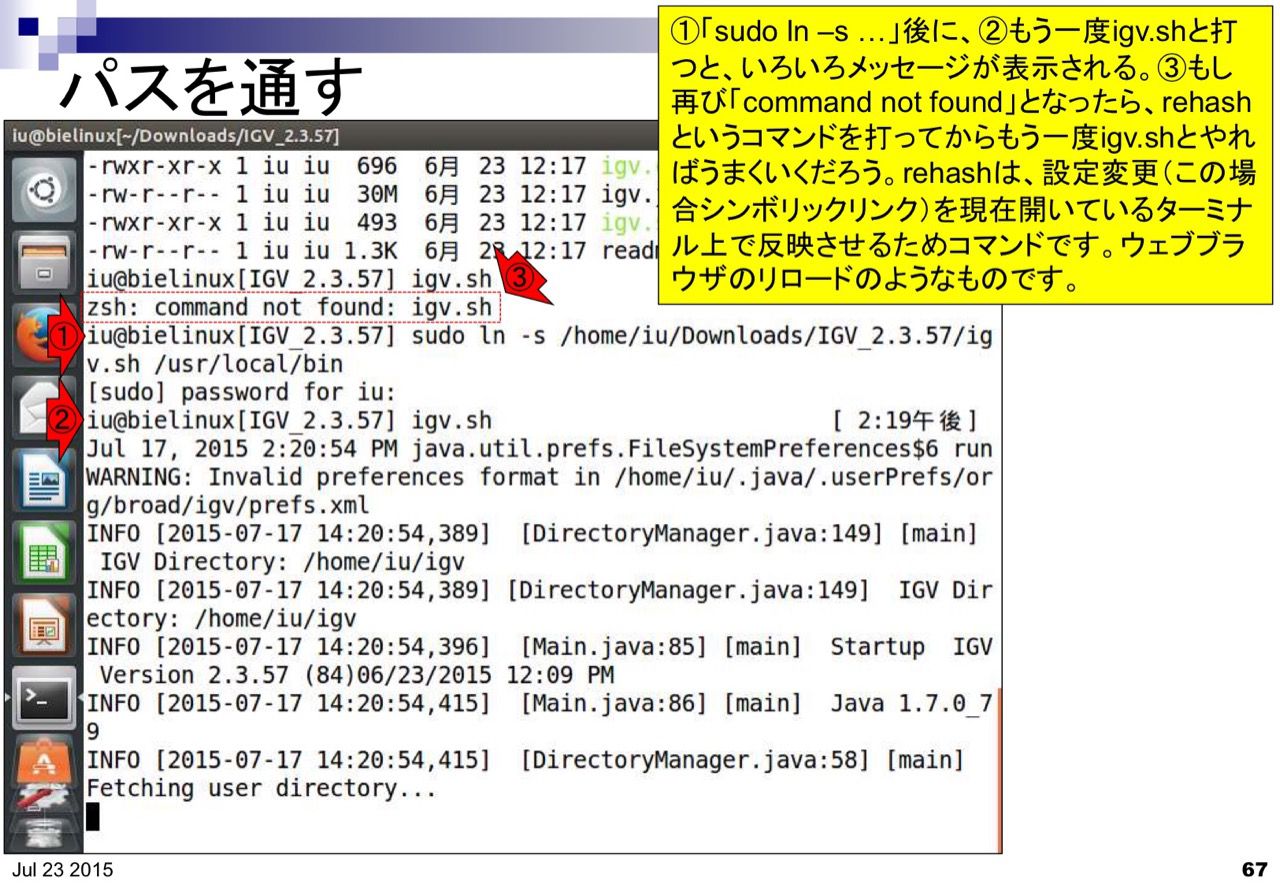 パスを通す
①「sudo ln –s …」後に、②もう一度igv.shと打
つと、いろいろメッセージが表示される。③もし
再び「command not found」となったら、rehash
というコマンドを打ってからもう一度igv.shとやれ
ばうまくいくだろう。rehashは、設定変更（この場
合シンボリックリンク）を現在開いているターミナ
ル上で反映させるためコマンドです。ウェブブラ
ウザのリロードのようなものです。
iu@bielinux[~/Downloads/IGV_2.3.57]
-rwxr-xr-x 1 iu iu 696 6月 23 12:17 igv.
-rw-r--r-- 1 iu iu 30M 6月 23 12:17 igv.
-rwxr-xr-x 1 iu iu 493 6月 23 12:17 igv.
-rw-r--r-- 1 iu iu 1.3K 6月 23 12:17 read
iu@bielinux[IGV_2.3.57] igv.sh
③
zsh: command not found: igv.sh
①
iu@bielinux[IGV_2.3.57] sudo ln -s /home/iu/Downloads/IGV_2.3.57/ig
v.sh /usr/local/bin
[sudo] password for iu:
②
iu@bielinux[IGV_2.3.57] igv.sh [ 2:19午後]
Jul 17, 2015 2:20:54 PM java.util.prefs.FileSystemPreferences$6 run
WARNING: Invalid preferences format in /home/iu/.java/.userPrefs/or
g/broad/igv/prefs.xml
INFO [2015-07-17 14:20:54,389] [DirectoryManager.java:149] [main]
IGV Directory: /home/iu/igv
INFO [2015-07-17 14:20:54,389] [DirectoryManager.java:149] IGV Dir
ectory: /home/iu/igv
INFO [2015-07-17 14:20:54,396] [Main.java:85] [main] Startup IGV
Version 2.3.57 (84)06/23/2015 12:09 PM
INFO [2015-07-17 14:20:54,415] [Main.java:86] [main] Java 1.7.0_7
9
INFO [2015-07-17 14:20:54,415] [DirectoryManager.java:58] [main]
Fetching user directory...
Jul 23 2015
67